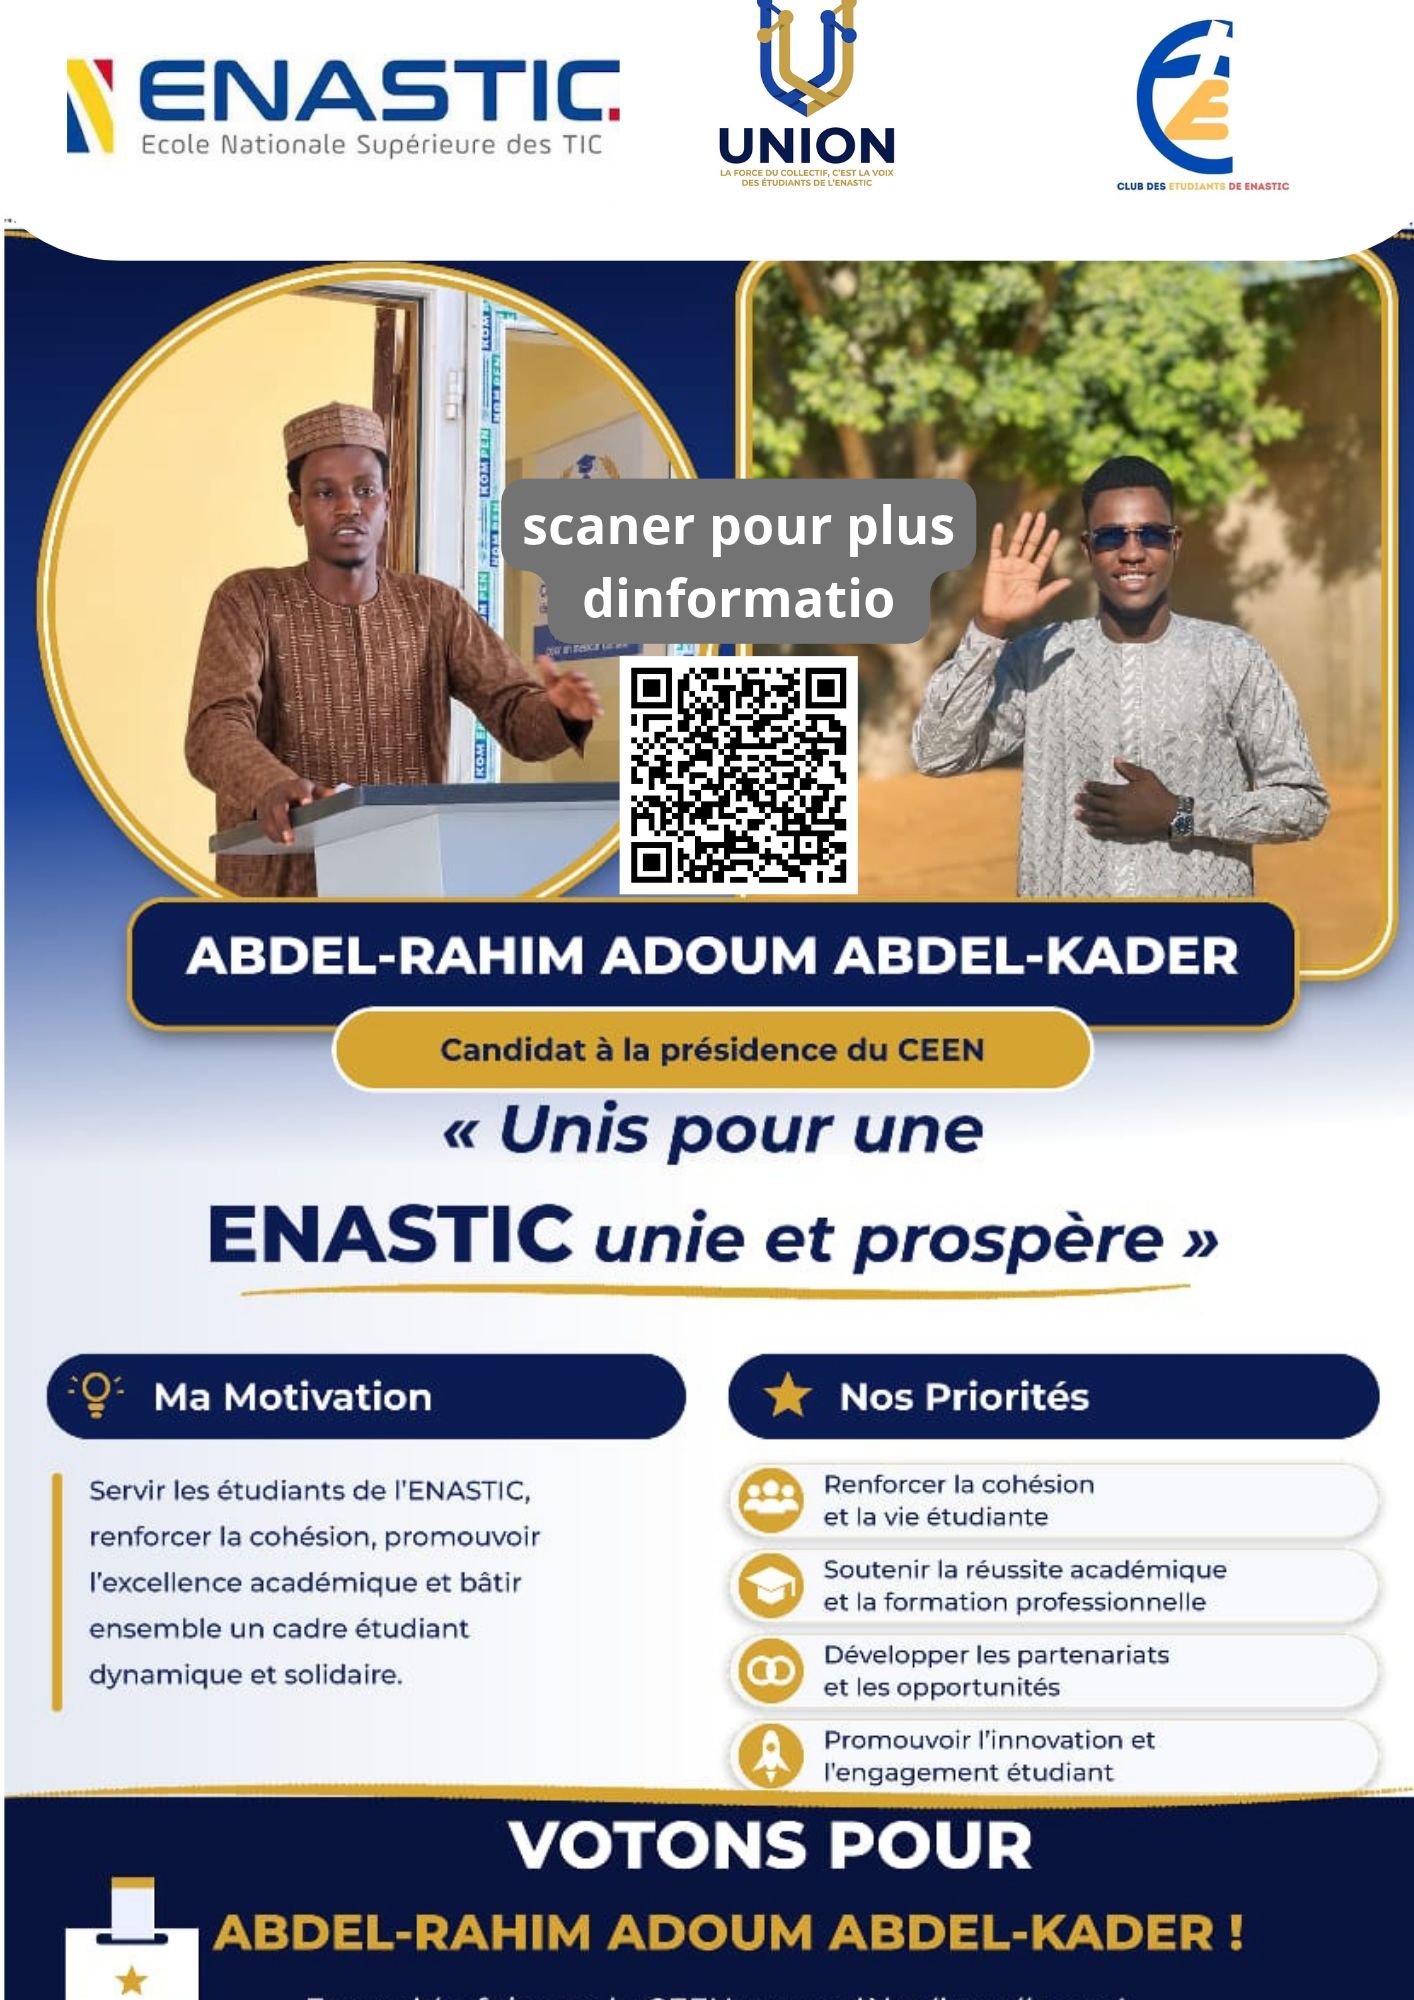 ENASTIC.
Ecole Nationale Supérieure des TIC
UNION
LA FORCE DU COLLECTIF, C'EST LA VOIX
DES ÉTUDIANTS DE L'ENASTIC
CLUB DES ETUDIANTS DE ENASTIC
KOM PEN
scaner pour plus
dinformatio
ABDEL-RAHIM ADOUM ABDEL-KADER
Candidat à la présidence du CEEN
« Unis pour une
ENASTIC unie et prospère »
Ma Motivation
Servir les étudiants de l'ENASTIC,
renforcer la cohésion, promouvoir
l'excellence académique et bâtir
ensemble un cadre étudiant
dynamique et solidaire.
Nos Priorités
Renforcer la cohésion
et la vie étudiante
Soutenir la réussite académique
et la formation professionnelle
Développer les partenariats
et les opportunités
Promouvoir l'innovation et
l'engagement étudiant
VOTONS POUR
ABDEL-RAHIM ADOUM ABDEL-KADER !